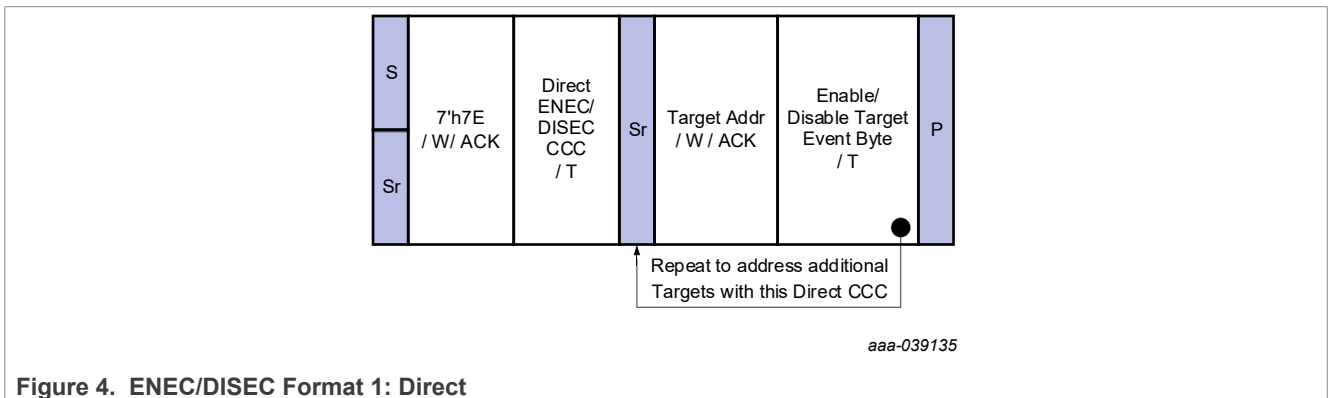 S
Sr
7'h7E
/ W/ ACK
Direct
ENEC/
DISEC
CCC
/ T
Sr
Target Addr
/ W / ACK
Enable/
Disable Target
Event Byte
/ T
P
Repeat to address additional
Targets with this Direct CCC
aaa-039135
Figure 4. ENEC/DISEC Format 1: Direct